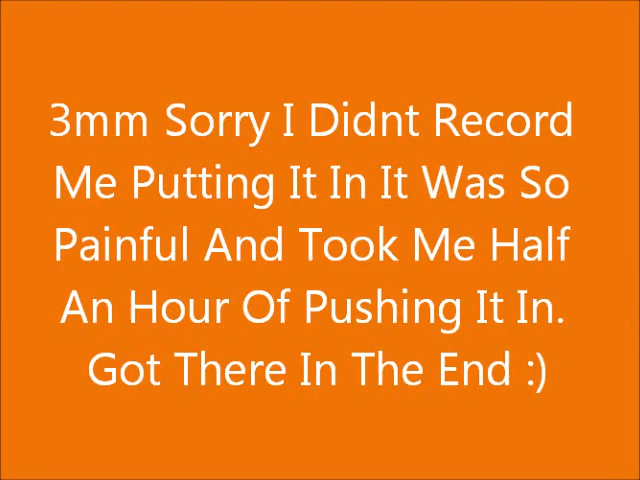 3mm Sorry I Didnt Record
Me Putting It In It Was So
Painful And Took Me Half
An Hour Of Pushing It In.
Got There In The End :)